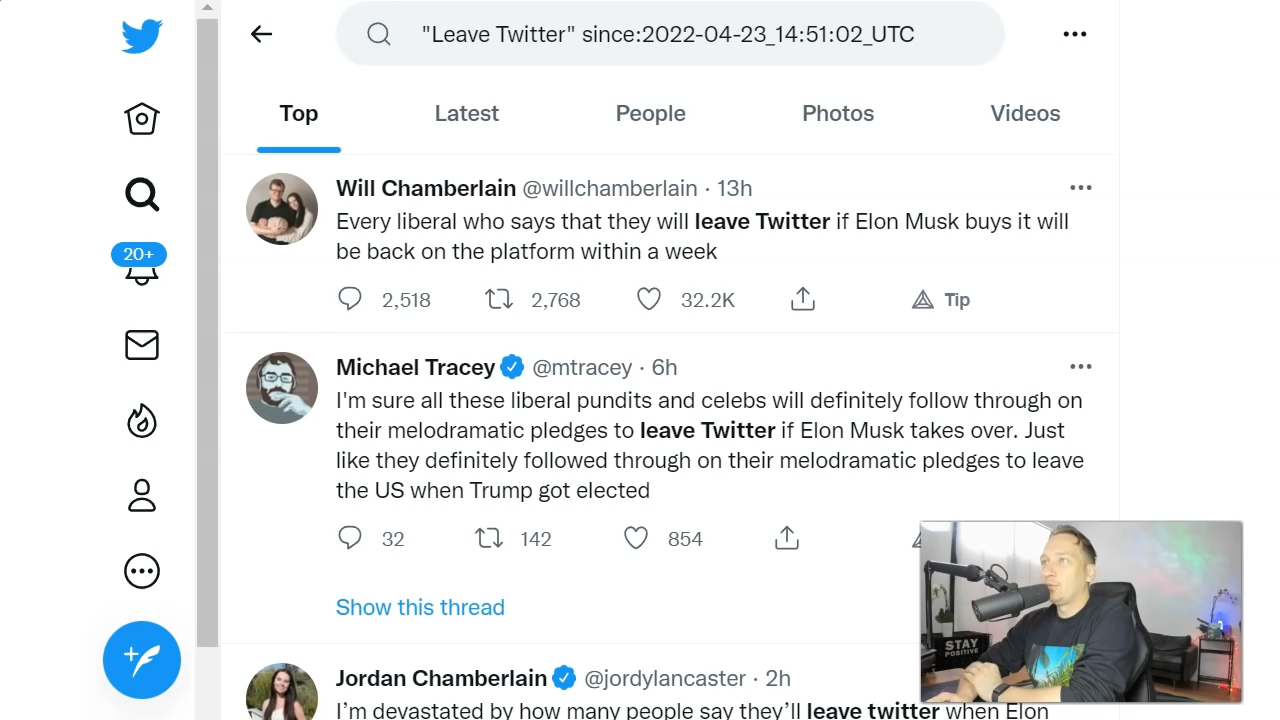 "Leave Twitter" since:2022-04-23_14:51:02_UTC
Top Latest People Photos Videos
20+
Will Chamberlain @willchamberlain · 13h
Every liberal who says that they will leave Twitter if Elon Musk buys it will
be back on the platform within a week
2,518 2,768 32.2K Tip
Michael Tracey @mtracey · 6h
I'm sure all these liberal pundits and celebs will definitely follow through on
their melodramatic pledges to leave Twitter if Elon Musk takes over. Just
like they definitely followed through on their melodramatic pledges to leave
the US when Trump got elected
32 142 854
Show this thread
STAY
POSITIVE
Jordan Chamberlain @jordylancaster · 2h
I'm devastated by how many people say they'll leave twitter when Elon